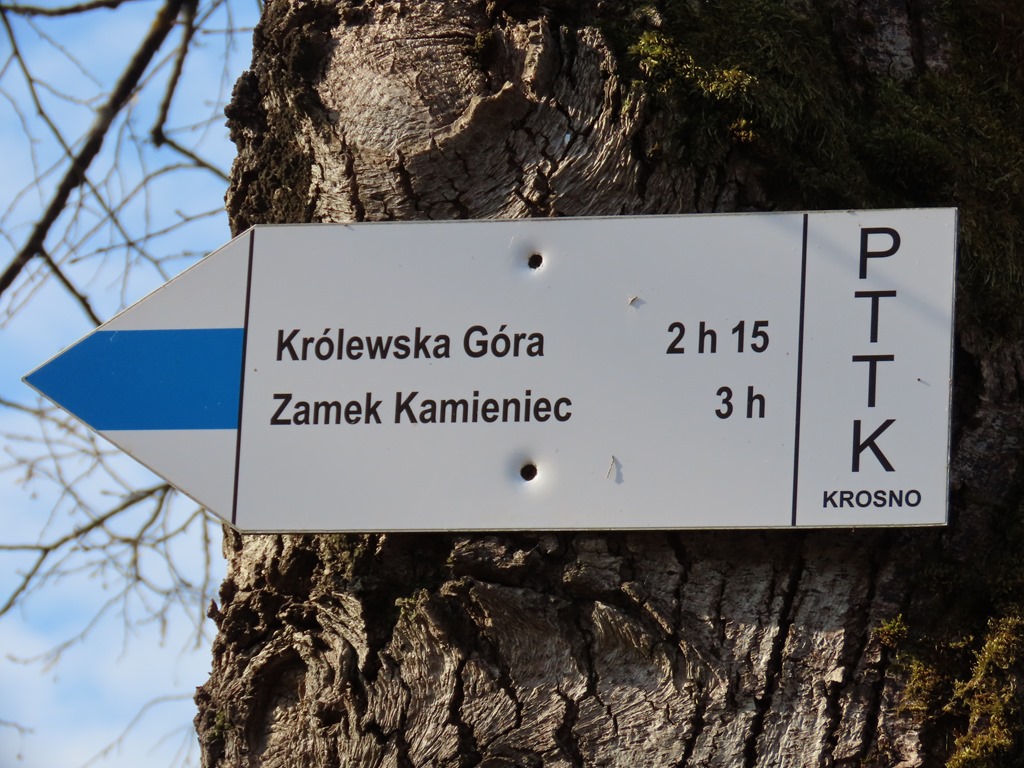 Królewska Góra 2 h 15
Zamek Kamieniec 3 h
PTTK
KROSNO